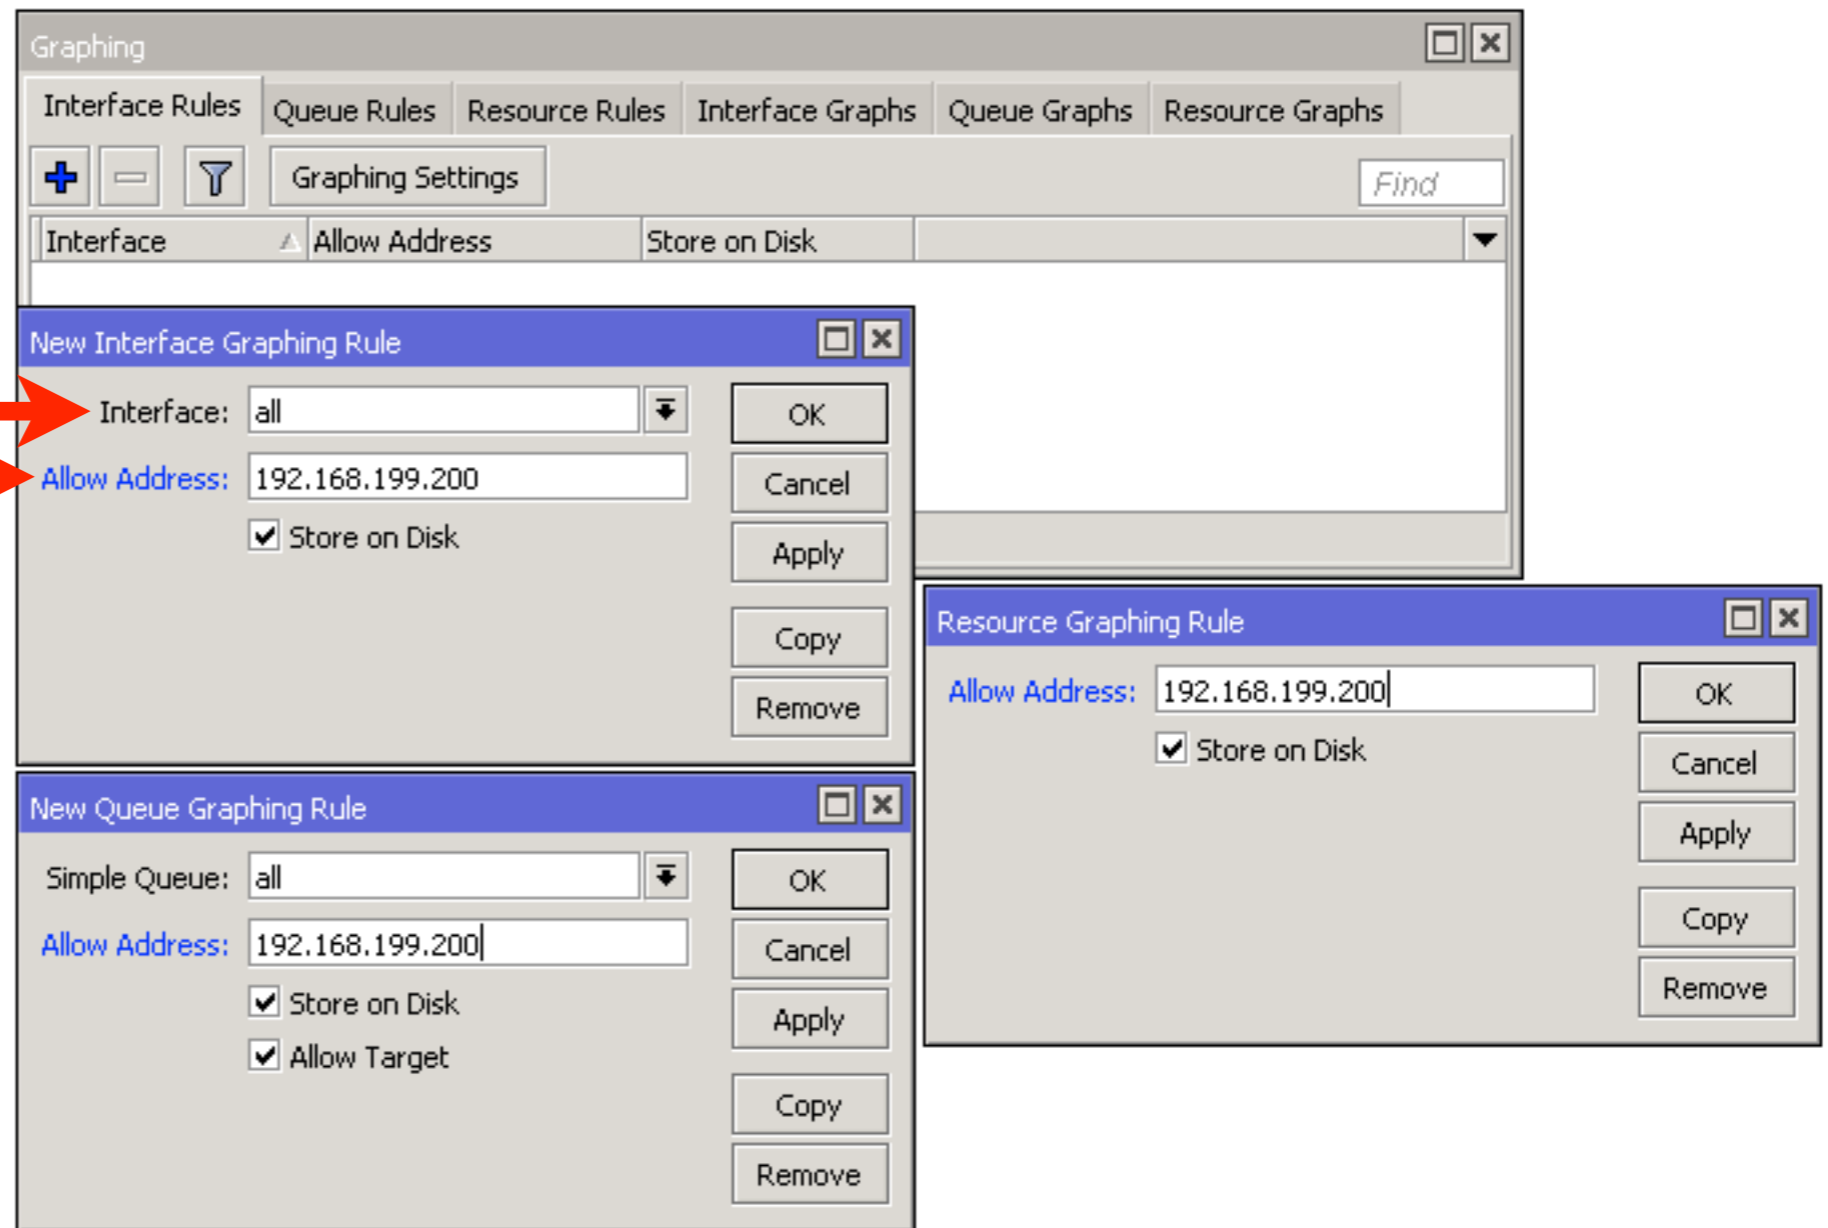 Graphing
Interface Rules Queue Rules Resource Rules Interface Graphs Queue Graphs Resource Graphs
Graphing Settings Find
Interface Allow Address Store on Disk
New Interface Graphing Rule
Interface: all OK
Allow Address: 192.168.199.200 Cancel
Store on Disk Apply
Copy
Remove
New Queue Graphing Rule
Simple Queue: all OK
Allow Address: 192.168.199.200 Cancel
Store on Disk Apply
Allow Target
Copy
Remove
Resource Graphing Rule
Allow Address: 192.168.199.200 OK
Store on Disk Cancel
Apply
Copy
Remove